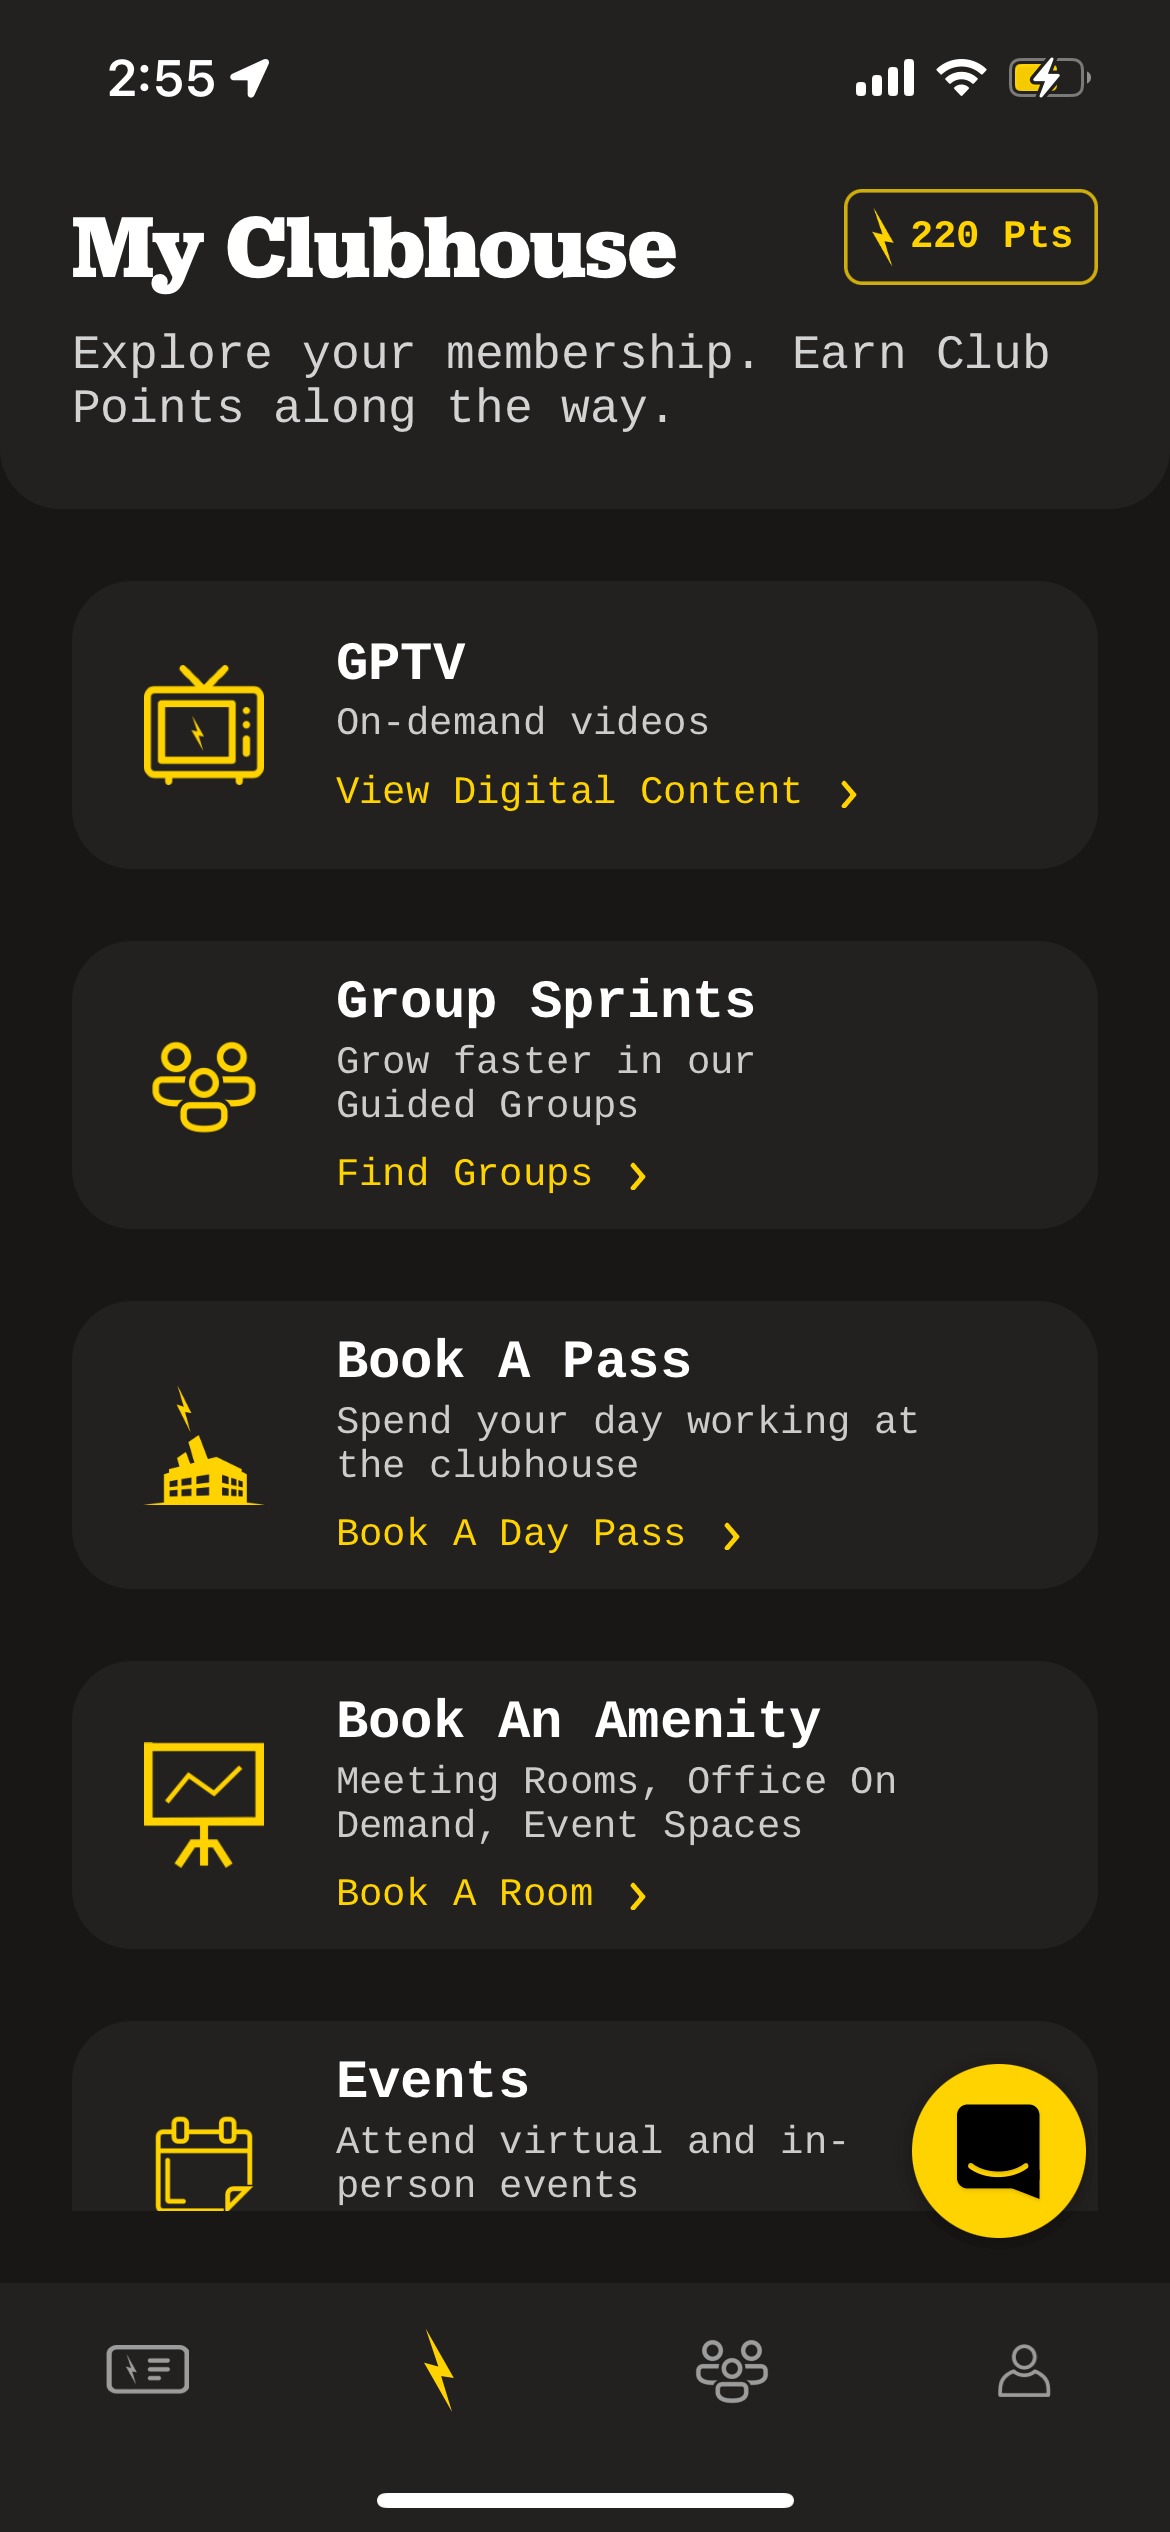 2:55
My Clubhouse
220 Pts
Explore your membership. Earn Club
Points along the way.
GPTV
On-demand videos
View Digital Content
Group Sprints
Grow faster in our
Guided Groups
Find Groups
Book A Pass
Spend your day working at
the clubhouse
Book A Day Pass
Book An Amenity
Meeting Rooms, Office On
Demand, Event Spaces
Book A Room
Events
Attend virtual and in-
person events